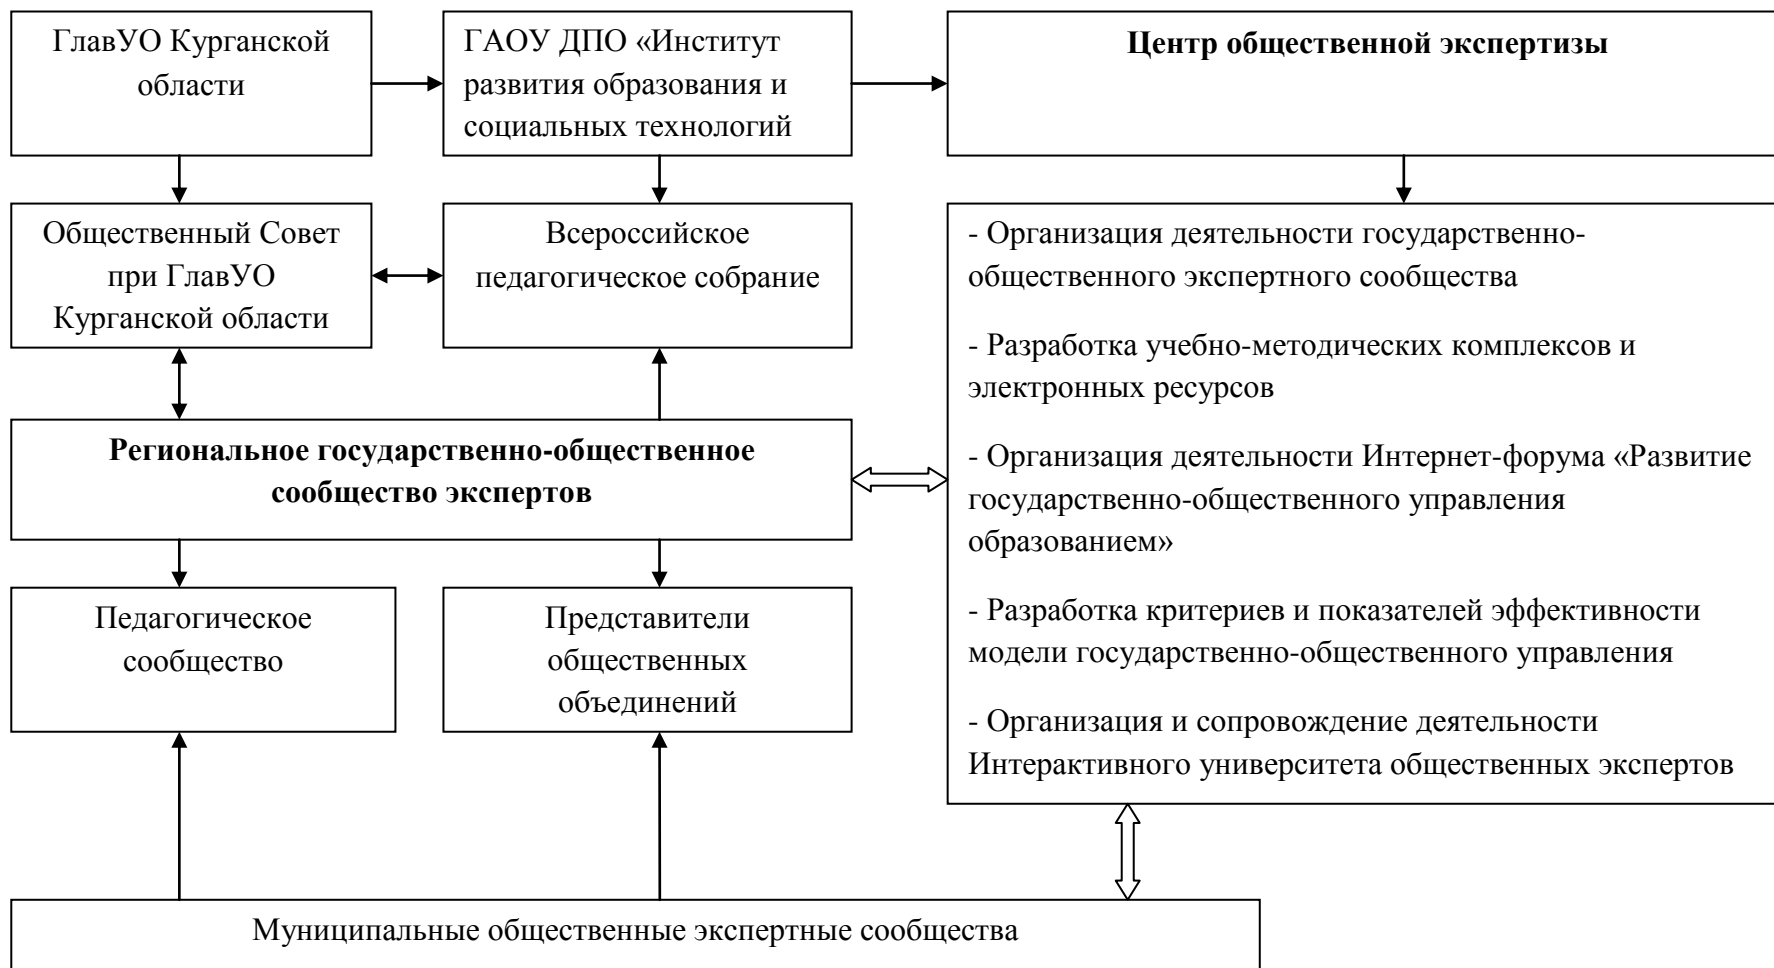 ГлавУО Курганской
области
ГАОУ ДПО «Институт
развития образования и
социальных технологий
Центр общественной экспертизы
Общественный Совет
при ГлавУО
Курганской области
Всероссийское
педагогическое собрание
- Организация деятельности государственно-
общественного экспертного сообщества
- Разработка учебно-методических комплексов и
электронных ресурсов
- Организация деятельности Интернет-форума «Развитие
государственно-общественного управления
образованием»
- Разработка критериев и показателей эффективности
модели государственно-общественного управления
- Организация и сопровождение деятельности
Интерактивного университета общественных экспертов
Региональное государственно-общественное
сообщество экспертов
Педагогическое
сообщество
Представители
общественных
объединений
Муниципальные общественные экспертные сообщества